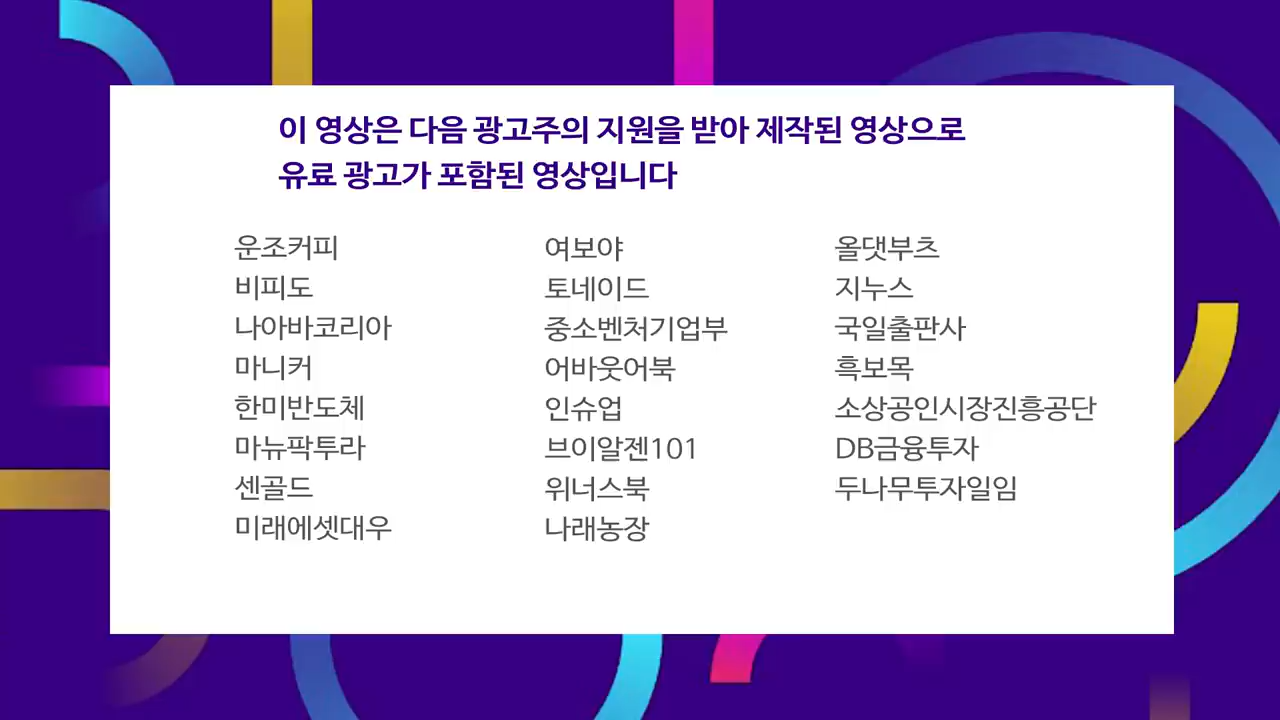 이 영상은 다음 광고주의 지원을 받아 제작된 영상으로
유료 광고가 포함된 영상입니다
운조커피
비피도
나아바코리아
마니커
한미반도체
마뉴팍투라
센골드
미래에셋대우
여보야
토네이드
중소벤처기업부
어바웃어북
인슈업
브이알젠101
위너스북
나래농장
올댓부츠
지누스
국일출판사
흑보목
소상공인시장진흥공단
DB금융투자
두나무투자일임